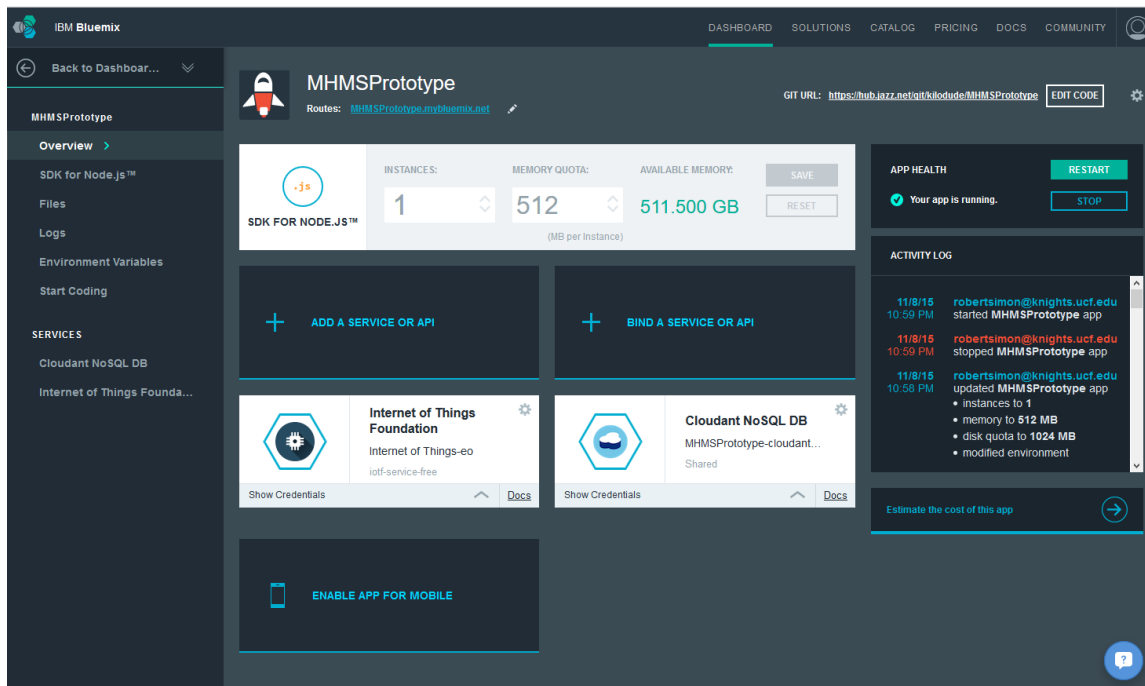 IBM Bluemix
DASHBOARD SOLUTIONS CATALOG PRICING DOCS COMMUNITY
Back to Dashboar...
MHMSPrototype
Overview >
SDK for Node.js™
Files
Logs
Environment Variables
Start Coding
SERVICES
Cloudant NoSQL DB
Internet of Things Founda...
MHMSPrototype
Routes: MHMSPrototype.mybluemix.net
GIT URL: https://hub.jazz.net/git/kilodude/MHMSPrototype EDIT CODE
.js
SDK FOR NODE.JS™
INSTANCES:
1
MEMORY QUOTA:
512
(MB per Instance)
AVAILABLE MEMORY:
511.500 GB
SAVE
RESET
ADD A SERVICE OR API
BIND A SERVICE OR API
Internet of Things
Foundation
Internet of Things-eo
iotf-service-free
Show Credentials
Docs
Cloudant NoSQL DB
MHMSPrototype-cloudant...
Shared
Show Credentials
Docs
ENABLE APP FOR MOBILE
APP HEALTH
RESTART
Your app is running.
STOP
ACTIVITY LOG
11/8/15 robertsimon@knights.ucf.edu
10:59 PM started MHMSPrototype app
11/8/15 robertsimon@knights.ucf.edu
10:59 PM stopped MHMSPrototype app
11/8/15 robertsimon@knights.ucf.edu
10:58 PM updated MHMSPrototype app
• instances to 1
• memory to 512 MB
• disk quota to 1024 MB
• modified environment
Estimate the cost of this app
?